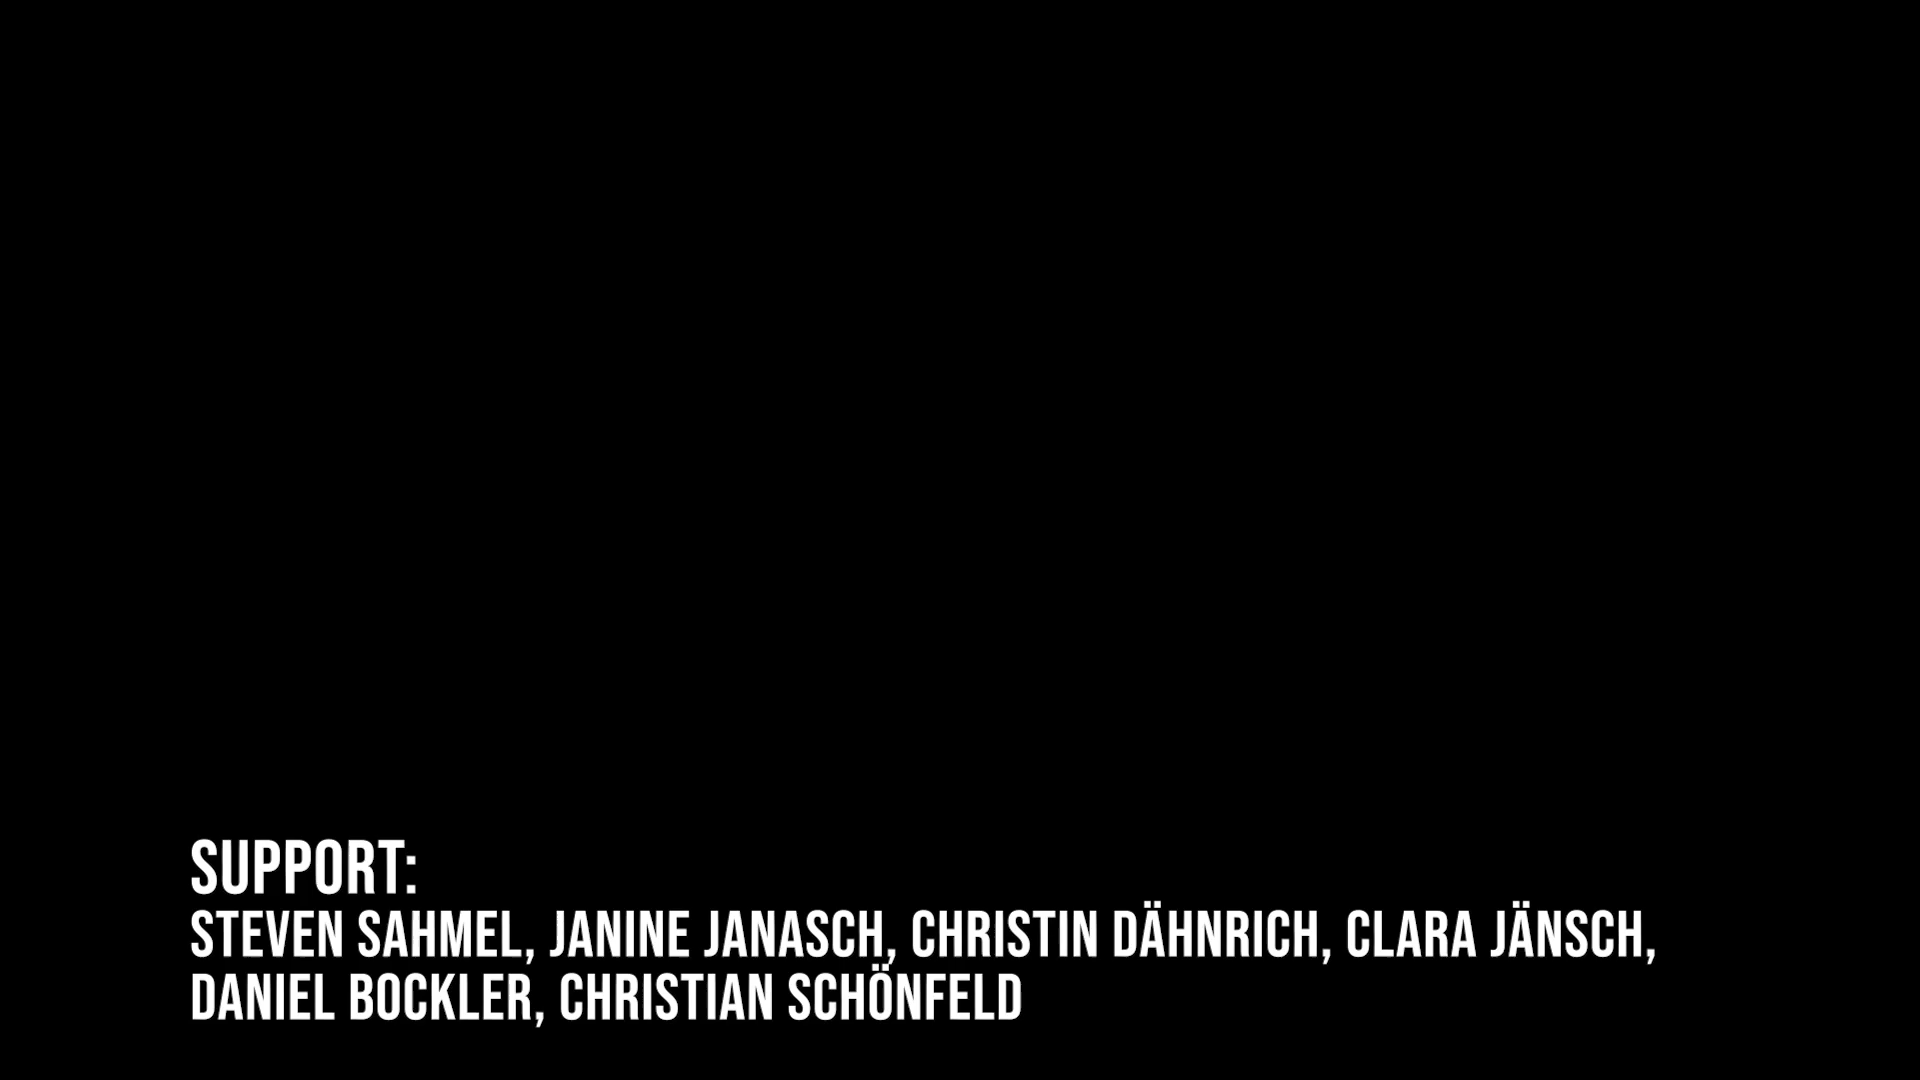 SUPPORT:
STEVEN SAHMEL, JANINE JANASCH, CHRISTIN DÄHNRICH, CLARA JÄNSCH,
DANIEL BOCKLER, CHRISTIAN SCHÖNFELD